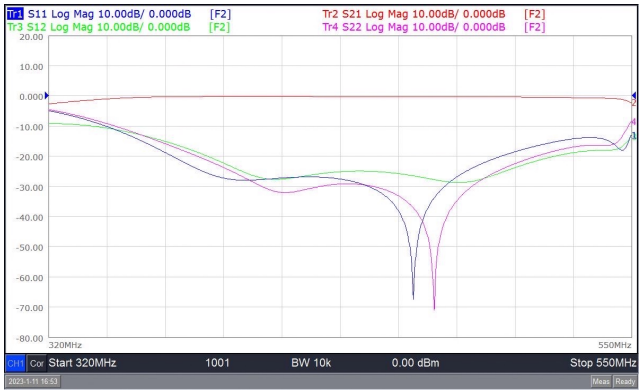 Tr1 S11 Log Mag 10.00dB/ 0.000dB [F2] Tr2 S21 Log Mag 10.00dB/ 0.000dB [F2]
Tr3 S12 Log Mag 10.00dB/ 0.000dB [F2] Tr4 S22 Log Mag 10.00dB/ 0.000dB [F2]
20.00
10.00
0.000
2
-10.00
4
-20.00
-30.00
-40.00
-50.00
-60.00
-70.00
-80.00
320MHz 550MHz
CH1 Cor Start 320MHz 1001 BW 10k 0.00 dBm Stop 550MHz
2023-1-11 16:53 Meas Ready